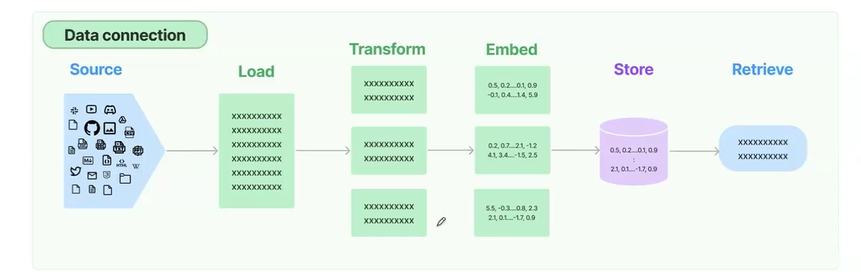 Data connection
Source
Load
Transform
Embed
Store
Retrieve
XXXXXXXXXX
XXXXXXXXXX
XXXXXXXXXX
XXXXXXXXXX
XXXXXXXXXX
XXXXXXXXXX
XXXXXXXXXX
XXXXXXXXXX
XXXXXXXXXX
XXXXXXXXXX
XXXXXXXXXX
XXXXXXXXXX
0.5, 0.2....0.1, 0.9
-0.1, 0.4....1.4, 5.9
0.2, 0.7....2.1, -1.2
4.1, 3.4....-1.5, 2.5
5.5, -0.3....0.8, 2.3
2.1, 0.1....-1.7, 0.9
0.5, 0.2....0.1, 0.9
:
2.1, 0.1....-1.7, 0.9
XXXXXXXXXX
XXXXXXXXXX